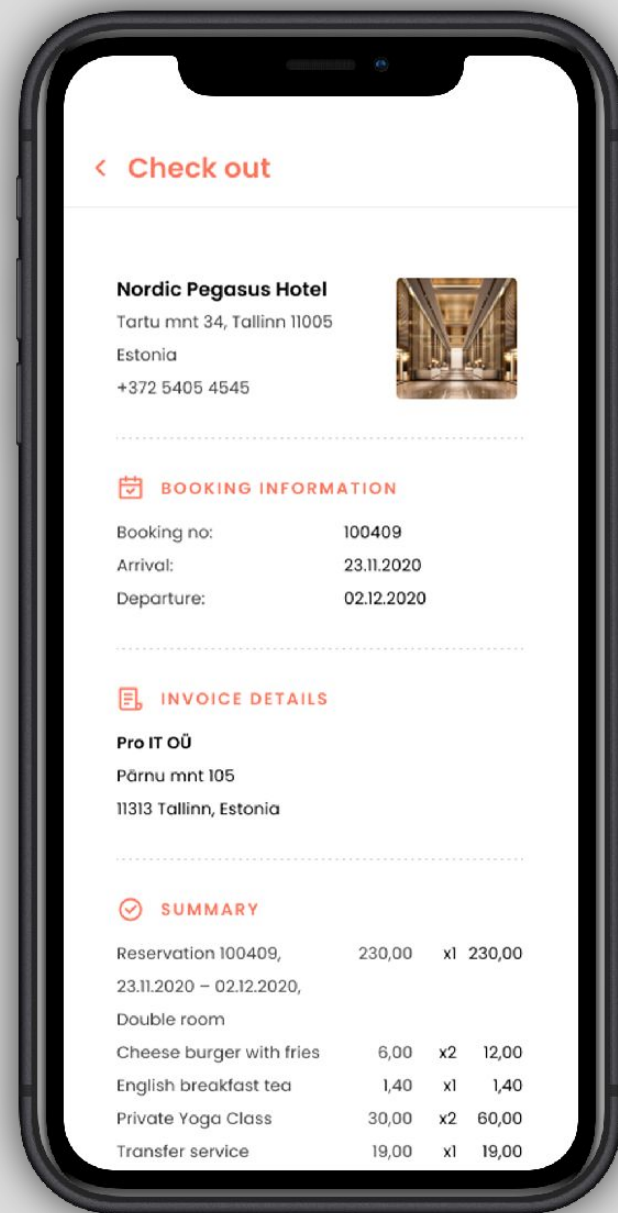 Check out
Nordic Pegasus Hotel
Tartu mnt 34, Tallinn 11005
Estonia
+372 5405 4545
BOOKING INFORMATION
Booking no: 100409
Arrival: 23.11.2020
Departure: 02.12.2020
INVOICE DETAILS
Pro IT OÜ
Pärnu mnt 105
11313 Tallinn, Estonia
SUMMARY
Reservation 100409, 230,00 x1 230,00
23.11.2020 – 02.12.2020,
Double room
Cheese burger with fries 6,00 x2 12,00
English breakfast tea 1,40 x1 1,40
Private Yoga Class 30,00 x2 60,00
Transfer service 19,00 x1 19,00